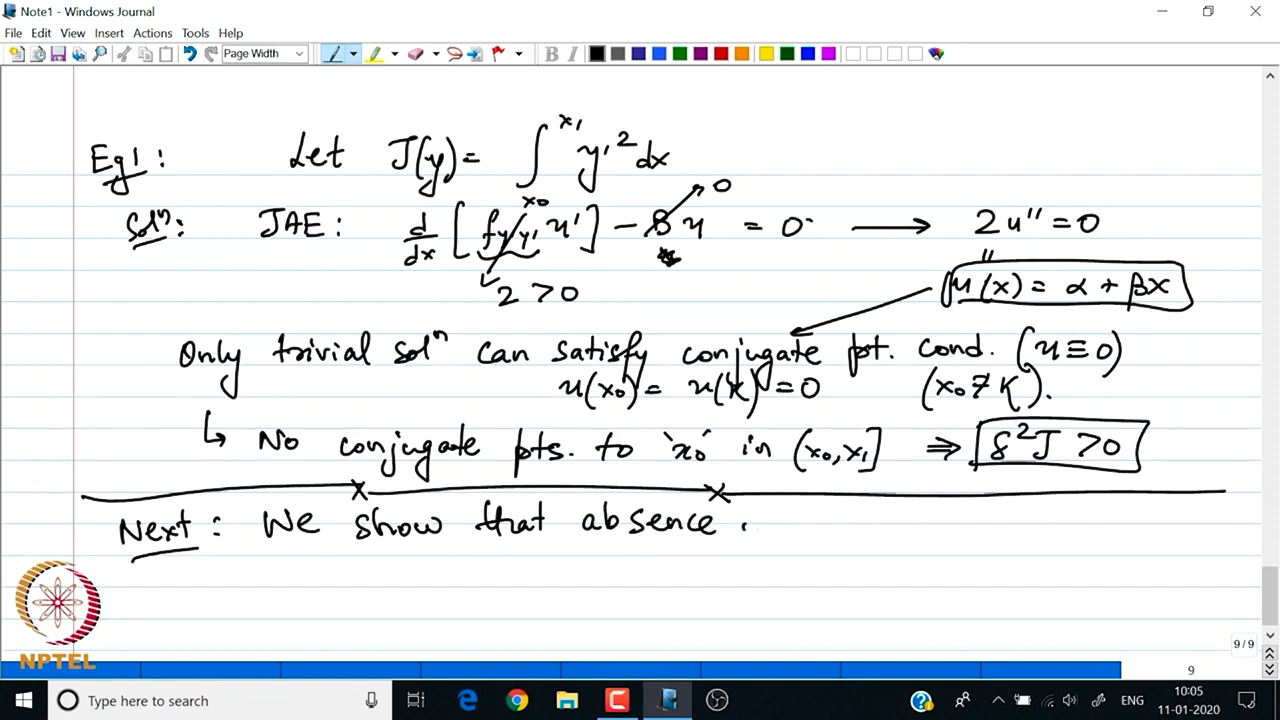 Note1 - Windows Journal
File Edit View Insert Actions Tools Help
Page Width
B I
Eg1: Let J(y) = ∫_{x0}^{x1} y'² dx
Solⁿ: JAE: d/dx [f_{y'y'} u'] - B u = 0 → 2u'' = 0
0
2 > 0
u(x) = α + βx
Only trivial solⁿ can satisfy conjugate pt. cond. (u ≡ 0)
u(x0) = u(κ) = 0 (x0 ≠ κ).
↳ No conjugate pts. to 'x0' in (x0, x1] ⇒ δ²J > 0
Next: We show that absence
NPTEL
9/9
9
Type here to search
ENG
10:05
11-01-2020